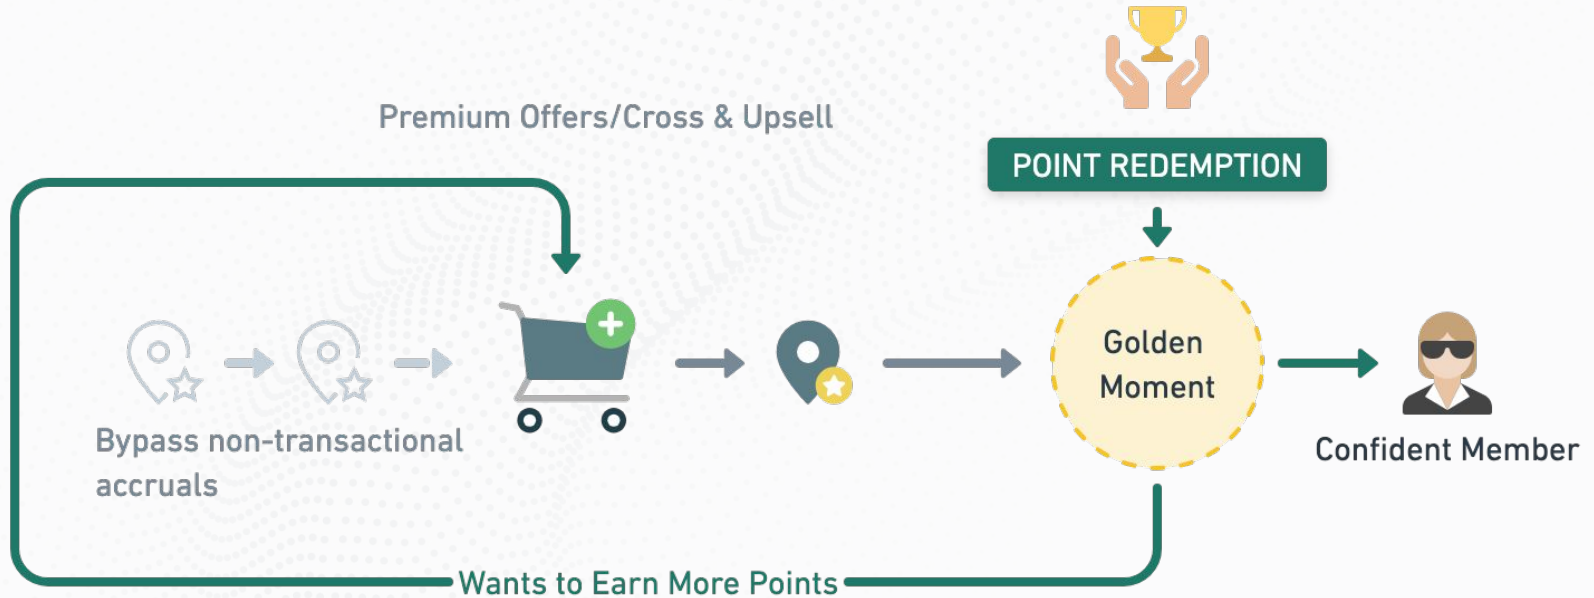 Premium Offers/Cross & Upsell
POINT REDEMPTION
Golden
Moment
Bypass non-transactional
accruals
Confident Member
Wants to Earn More Points